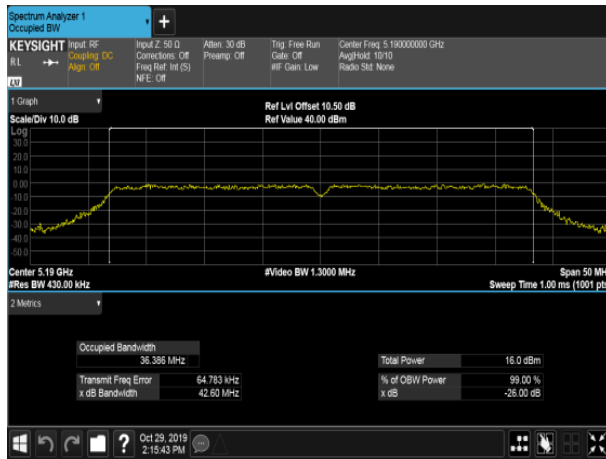 Spectrum Analyzer 1
Occupied BW
+
KEYSIGHT Input: RF Input Z: 50 Ω Atten: 30 dB Trig: Free Run Center Freq: 5.190000000 GHz
RL Coupling: DC Corrections: Off Preamp: Off Gate: Off Avg|Hold: 10/10
Align: Off Freq Ref: Int (S) #IF Gain: Low Radio Std: None
LXI NFE: Off
1 Graph Ref Lvl Offset 10.50 dB
Scale/Div 10.0 dB Ref Value 40.00 dBm
Log
30.0
20.0
10.0
0.00
-10.0
-20.0
-30.0
-40.0
-50.0
Center 5.19 GHz #Video BW 1.3000 MHz Span 50 MH
#Res BW 430.00 kHz Sweep Time 1.00 ms (1001 pts
2 Metrics
Occupied Bandwidth
36.386 MHz Total Power 16.0 dBm
Transmit Freq Error 64.783 kHz % of OBW Power 99.00 %
x dB Bandwidth 42.60 MHz x dB -26.00 dB
? Oct 29, 2019
2:15:43 PM